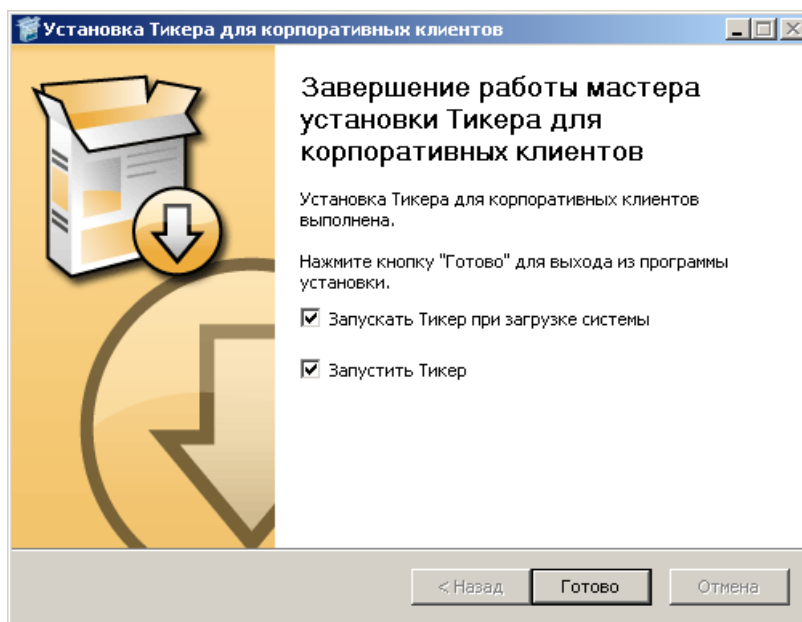 Установка Тикера для корпоративных клиентов
Завершение работы мастера
установки Тикера для
корпоративных клиентов
Установка Тикера для корпоративных клиентов
выполнена.
Нажмите кнопку "Готово" для выхода из программы
установки.
Запускать Тикер при загрузке системы
Запустить Тикер
< Назад
Готово
Отмена